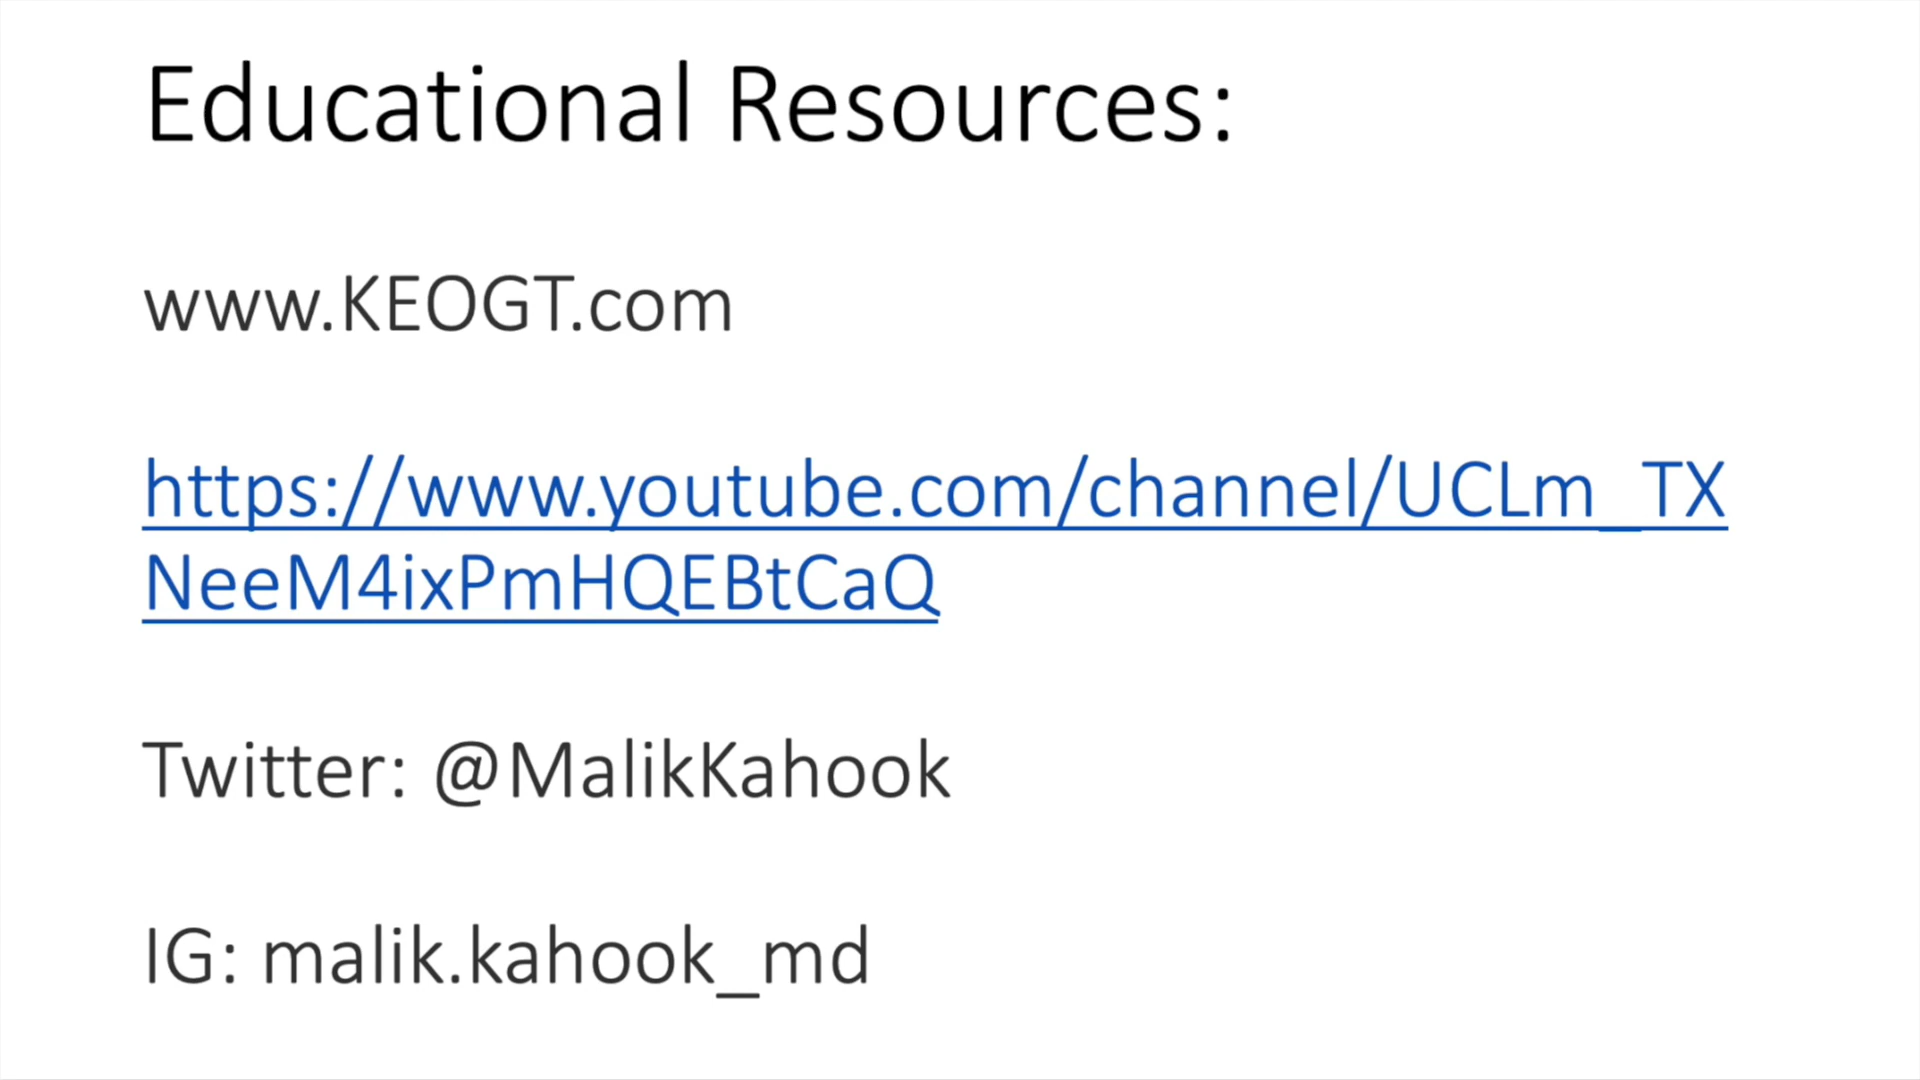 Educational Resources:
www.KEOGT.com
https://www.youtube.com/channel/UCLm_TX
NeeM4ixPmHQEBtCaQ
Twitter: @MalikKahook
IG: malik.kahook_md